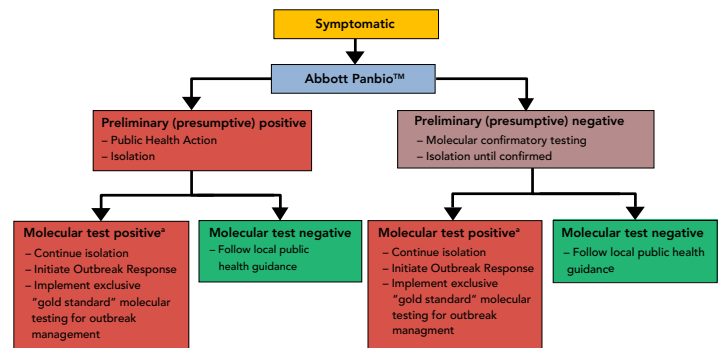 Symptomatic
Abbott Panbio™
Preliminary (presumptive) positive
– Public Health Action
– Isolation
Preliminary (presumptive) negative
– Molecular confirmatory testing
– Isolation until confirmed
Molecular test positiveᵃ
– Continue isolation
– Initiate Outbreak Response
– Implement exclusive
“gold standard” molecular
testing for outbreak
management
Molecular test negative
– Follow local public
health guidance
Molecular test positiveᵃ
– Continue isolation
– Initiate Outbreak Response
– Implement exclusive
“gold standard” molecular
testing for outbreak
managment
Molecular test negative
– Follow local public health
guidance